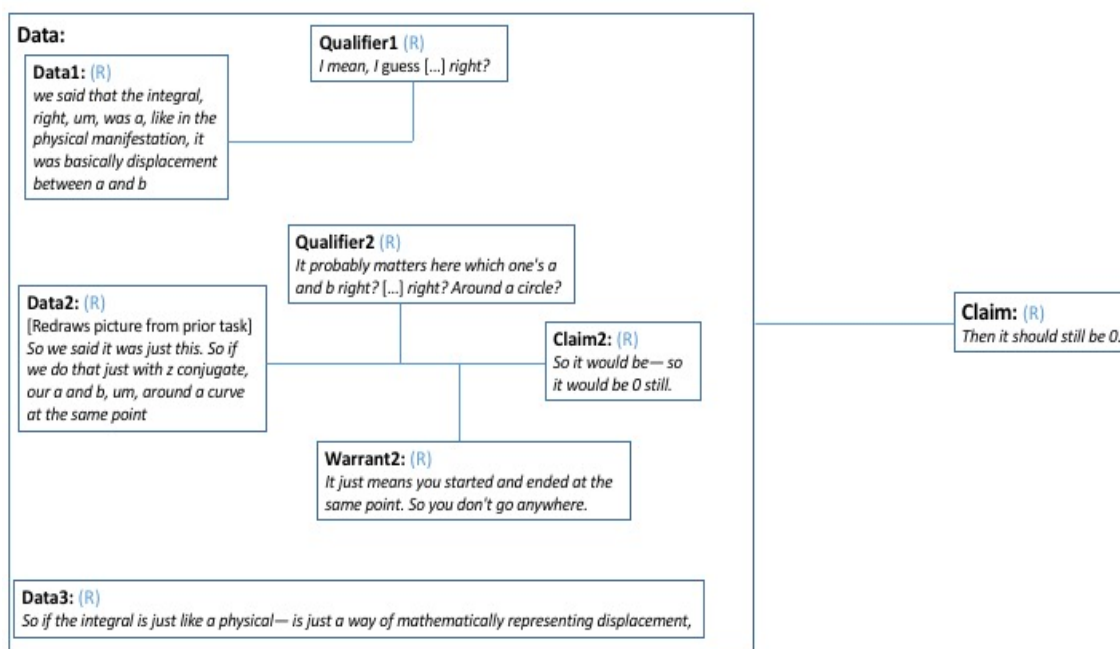 Data:
Qualifier1 (R)
I mean, I guess [...] right?
Data1: (R)
we said that the integral,
right, um, was a, like in the
physical manifestation, it
was basically displacement
between a and b
Qualifier2 (R)
It probably matters here which one's a
and b right? [...] right? Around a circle?
Data2: (R)
[Redraws picture from prior task]
So we said it was just this. So if
we do that just with z conjugate,
our a and b, um, around a curve
at the same point
Claim2: (R)
So it would be— so
it would be 0 still.
Warrant2: (R)
It just means you started and ended at the
same point. So you don't go anywhere.
Data3: (R)
So if the integral is just like a physical— is just a way of mathematically representing displacement,
Claim: (R)
Then it should still be 0.